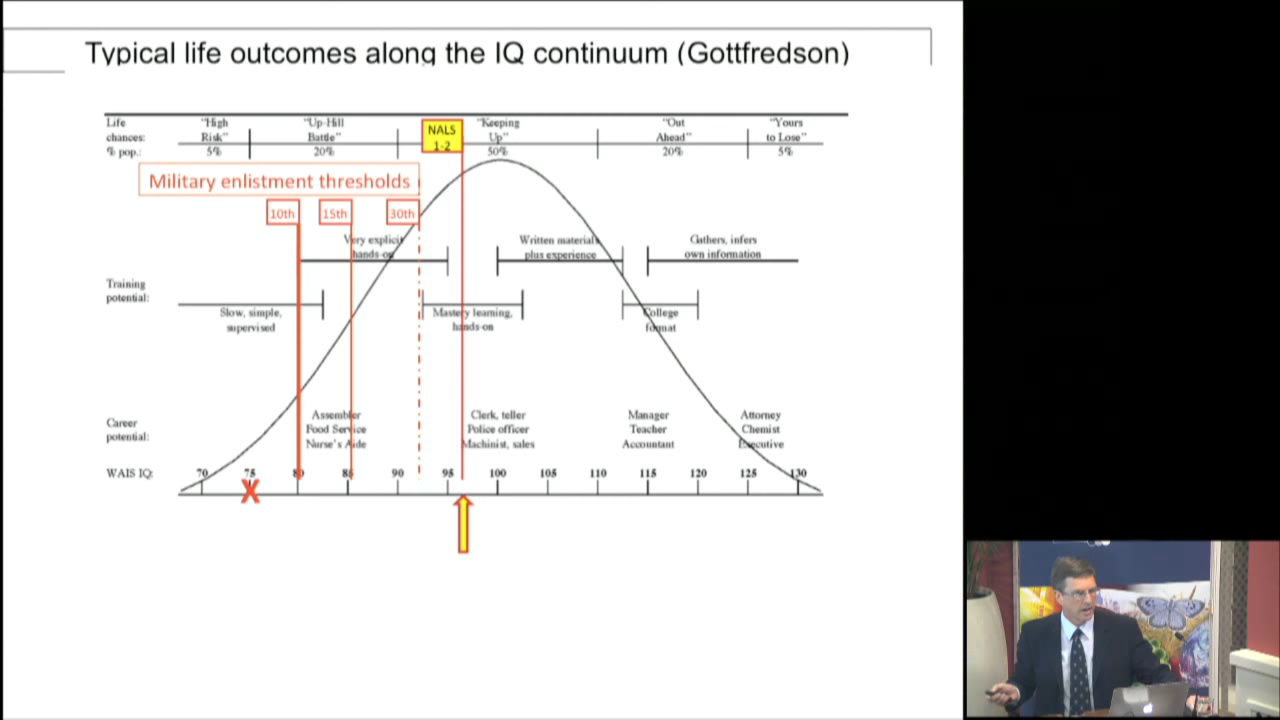 Typical life outcomes along the IQ continuum (Gottfredson)
Life chances:
"High Risk"
"Up-Hill Battle"
NALS 1-2
"Keeping Up"
"Out Ahead"
"Yours to Lose"
% pop.: 5% 20% 50% 20% 5%
Military enlistment thresholds
10th 15th 30th
Very explicit
hands-on
Written materials
plus experience
Gathers, infers
own information
Training
potential:
Slow, simple,
supervised
Mastery learning,
hands-on
College
format
Career
potential:
Assembler
Food Service
Nurse's Aide
Clerk, teller
Police officer
Machinist, sales
Manager
Teacher
Accountant
Attorney
Chemist
Executive
WAIS IQ: 70 75 80 85 90 95 100 105 110 115 120 125 130
X